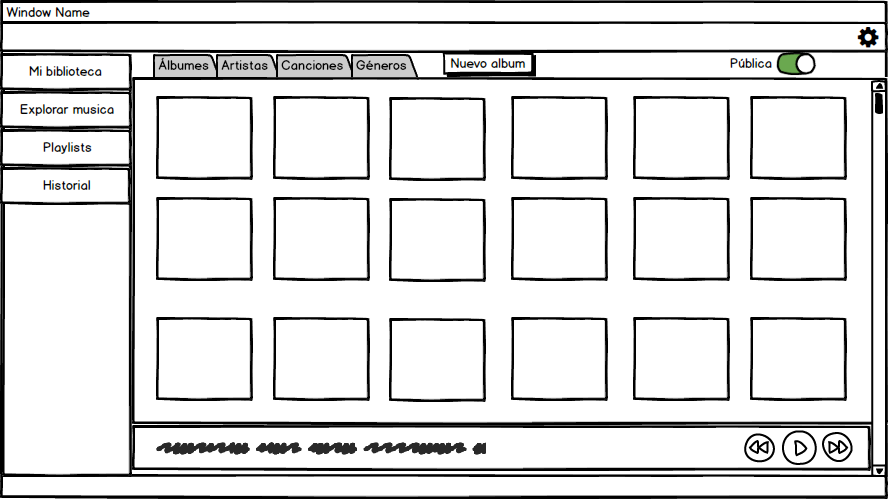 Window Name
Álbumes
Artistas
Canciones
Géneros
Nuevo album
Pública
Mi biblioteca
Explorar musica
Playlists
Historial